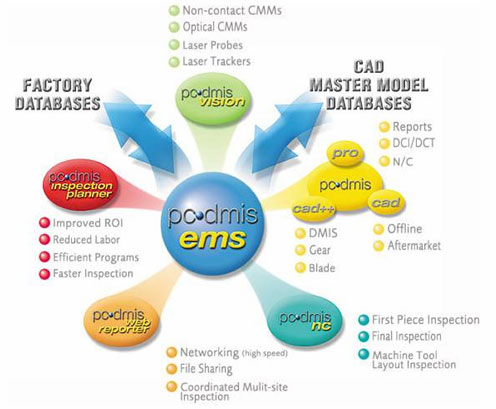 Non-contact CMMs
Optical CMMs
Laser Probes
Laser Trackers
FACTORY
DATABASES
CAD
MASTER MODEL
DATABASES
pc•dmis
vision
Reports
DCI/DCT
N/C
pro
pc•dmis
cad++
cad
DMIS
Gear
Blade
Offline
Aftermarket
pc•dmis
inspection
planner
Improved ROI
Reduced Labor
Efficient Programs
Faster Inspection
pc•dmis
ems
pc•dmis
web
reporter
Networking (high speed)
File Sharing
Coordinated Mulit-site
Inspection
pc•dmis
nc
First Piece Inspection
Final Inspection
Machine Tool
Layout Inspection